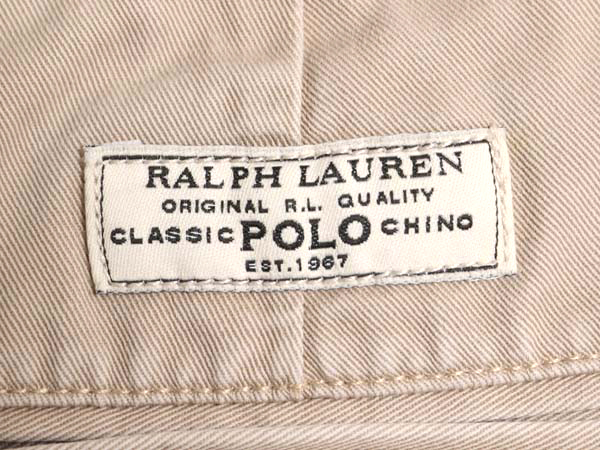 RALPH LAUREN
ORIGINAL R.L. QUALITY
CLASSIC POLO CHINO
EST.1967